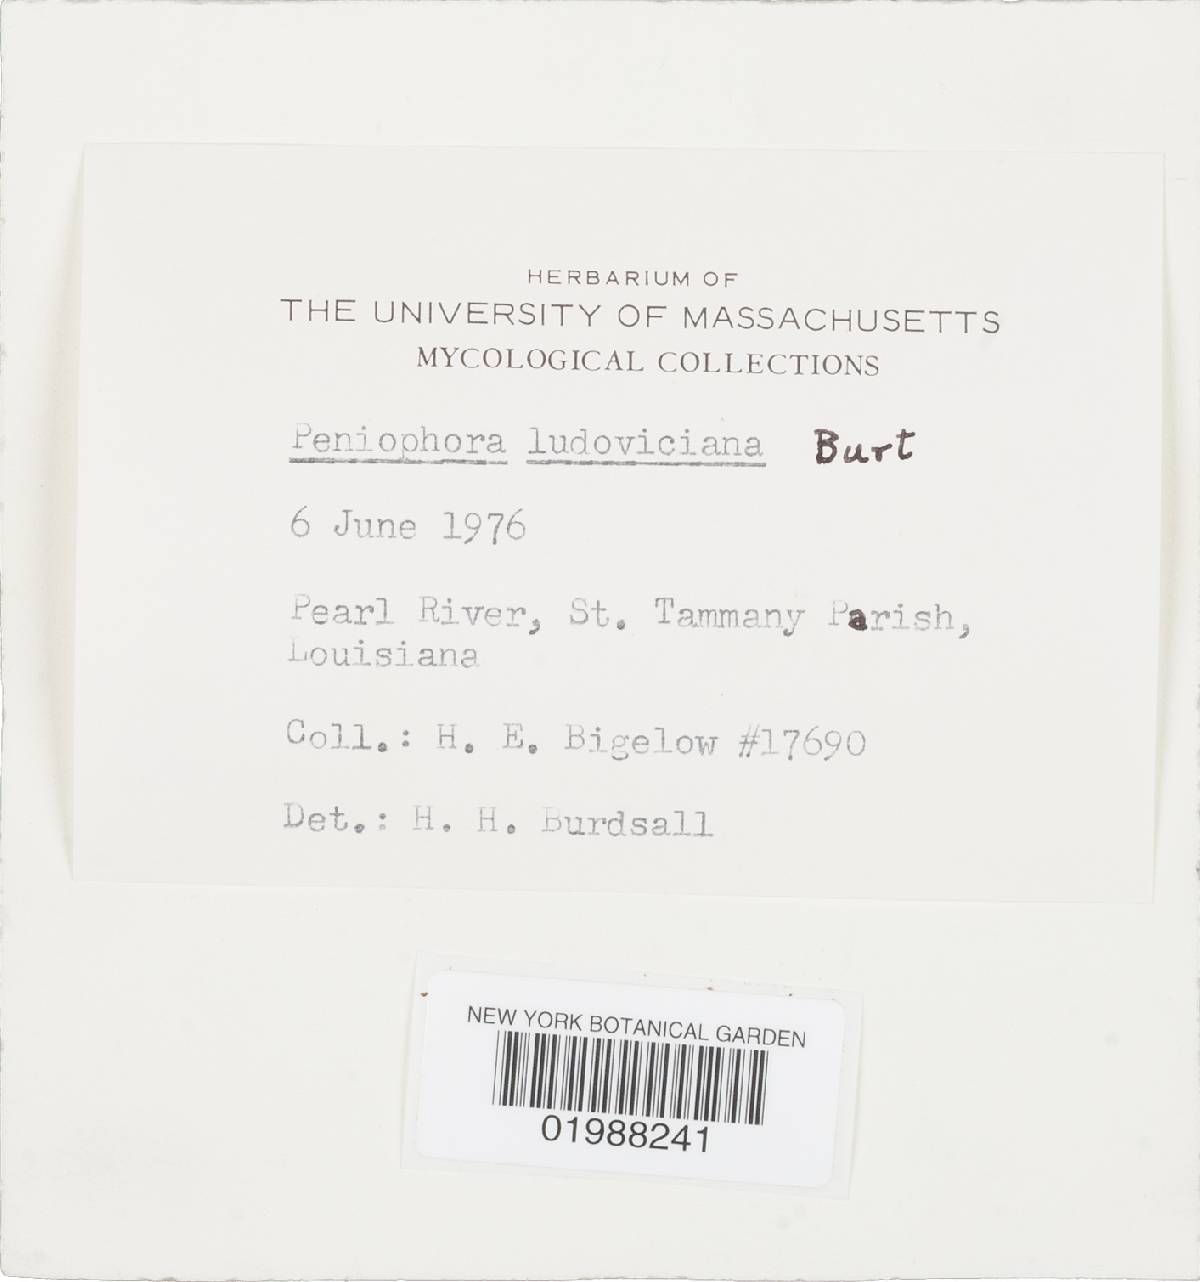 HERBARIUM OF
THE UNIVERSITY OF MASSACHUSETTS
MYCOLOGICAL COLLECTIONS
Peniophora ludoviciana Burt
6 June 1976
Pearl River, St. Tammany Parish,
Louisiana
Coll.: H. E. Bigelow #17690
Det.: H. H. Burdsall
NEW YORK BOTANICAL GARDEN
01988241